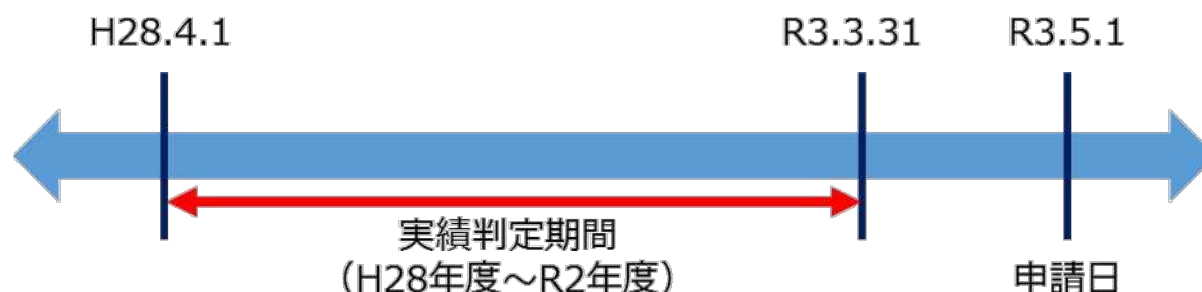 H28.4.1
R3.3.31
R3.5.1
実績判定期間
（H28年度～R2年度）
申請日